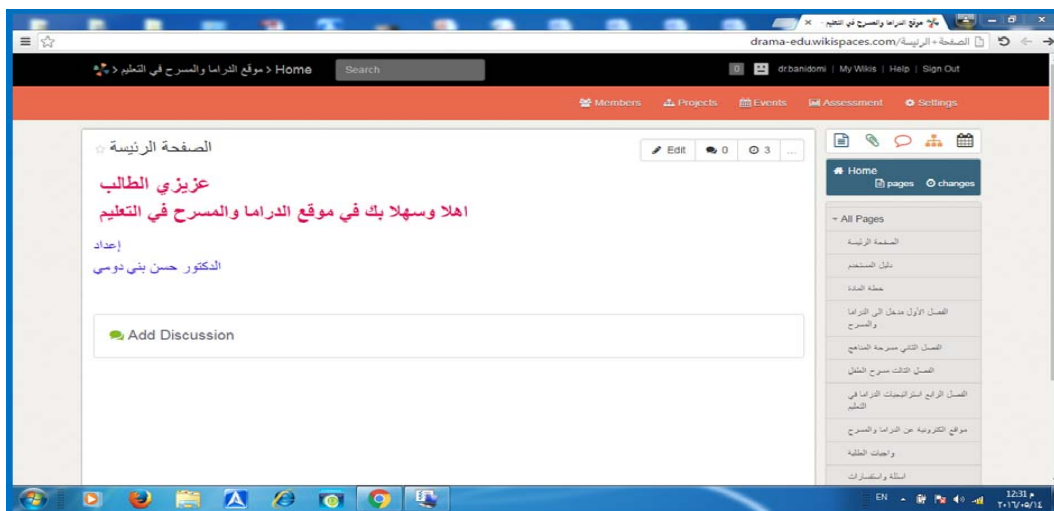 موقع الدراما والمسرح في التعليم -
drama-edu.wikispaces.com/الصفحة+الرئيسة
Home
موقع الدراما والمسرح في التعليم
Search
0
dr.banidomi | My Wikis | Help | Sign Out
Members Projects Events Assessment Settings
الصفحة الرئيسة
Edit 0 3 ...
عزيزي الطالب
اهلا وسهلا بك في موقع الدراما والمسرح في التعليم
إعداد
الدكتور حسن بني دومي
Add Discussion
Home
pages changes
All Pages
الصفحة الرئيسة
دليل المستخدم
خطة المادة
الفصل الأول مدخل الى الدراما
والمسرح
الفصل الثاني مسرحة المناهج
الفصل الثالث مسرح الطفل
الفصل الرابع استراتيجيات الدراما في
التعليم
مواقع الكترونية عن الدراما والمسرح
واجبات الطلبة
اسئلة واستفسارات
EN
12:31 م
٢٠١٦/٠٥/١٤